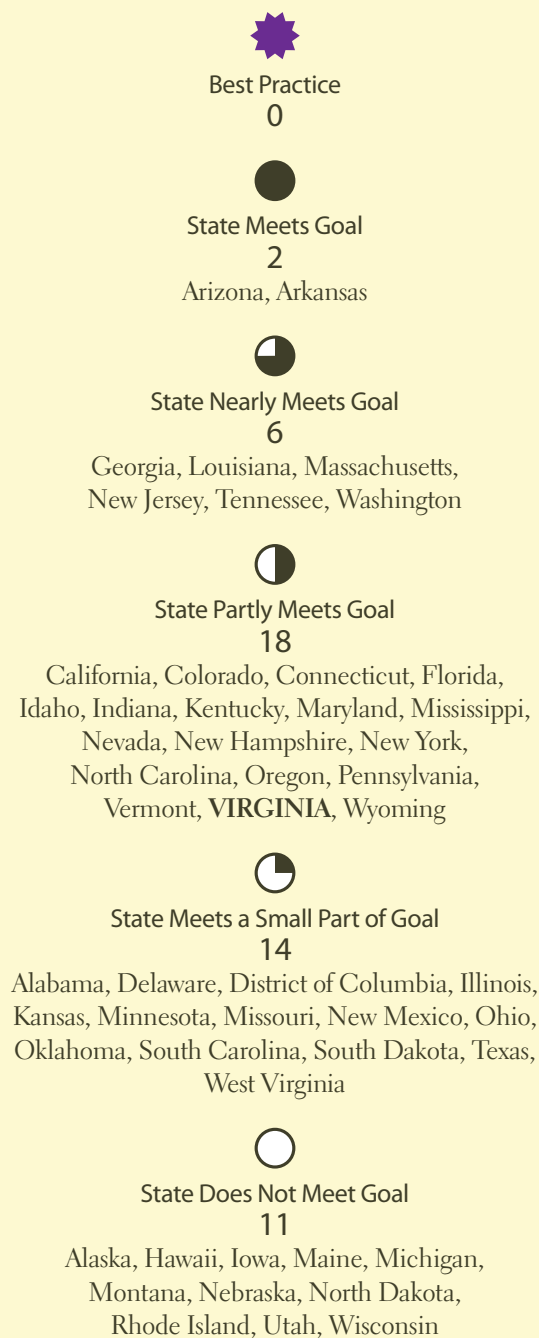 Best Practice
0
State Meets Goal
2
Arizona, Arkansas
State Nearly Meets Goal
6
Georgia, Louisiana, Massachusetts,
New Jersey, Tennessee, Washington
State Partly Meets Goal
18
California, Colorado, Connecticut, Florida,
Idaho, Indiana, Kentucky, Maryland, Mississippi,
Nevada, New Hampshire, New York,
North Carolina, Oregon, Pennsylvania,
Vermont, VIRGINIA, Wyoming
State Meets a Small Part of Goal
14
Alabama, Delaware, District of Columbia, Illinois,
Kansas, Minnesota, Missouri, New Mexico, Ohio,
Oklahoma, South Carolina, South Dakota, Texas,
West Virginia
State Does Not Meet Goal
11
Alaska, Hawaii, Iowa, Maine, Michigan,
Montana, Nebraska, North Dakota,
Rhode Island, Utah, Wisconsin